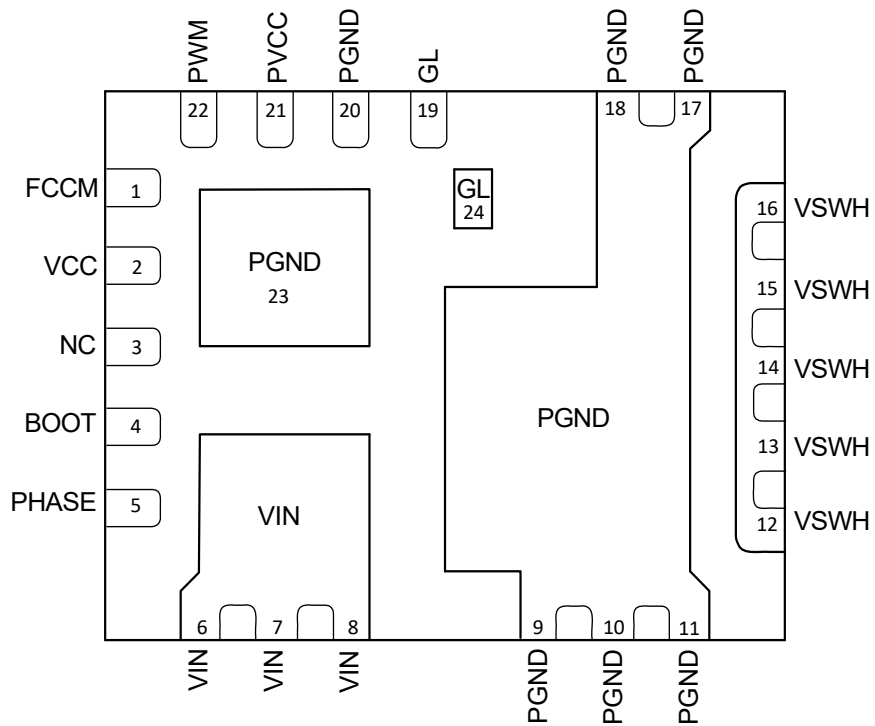 PWM
PVCC
PGND
GL
PGND
PGND
22
21
20
19
18
17
FCCM
1
GL
24
16
VSWH
VCC
2
PGND
23
15
VSWH
NC
3
14
VSWH
BOOT
4
PGND
13
VSWH
PHASE
5
VIN
12
VSWH
6
7
8
9
10
11
VIN
VIN
VIN
PGND
PGND
PGND